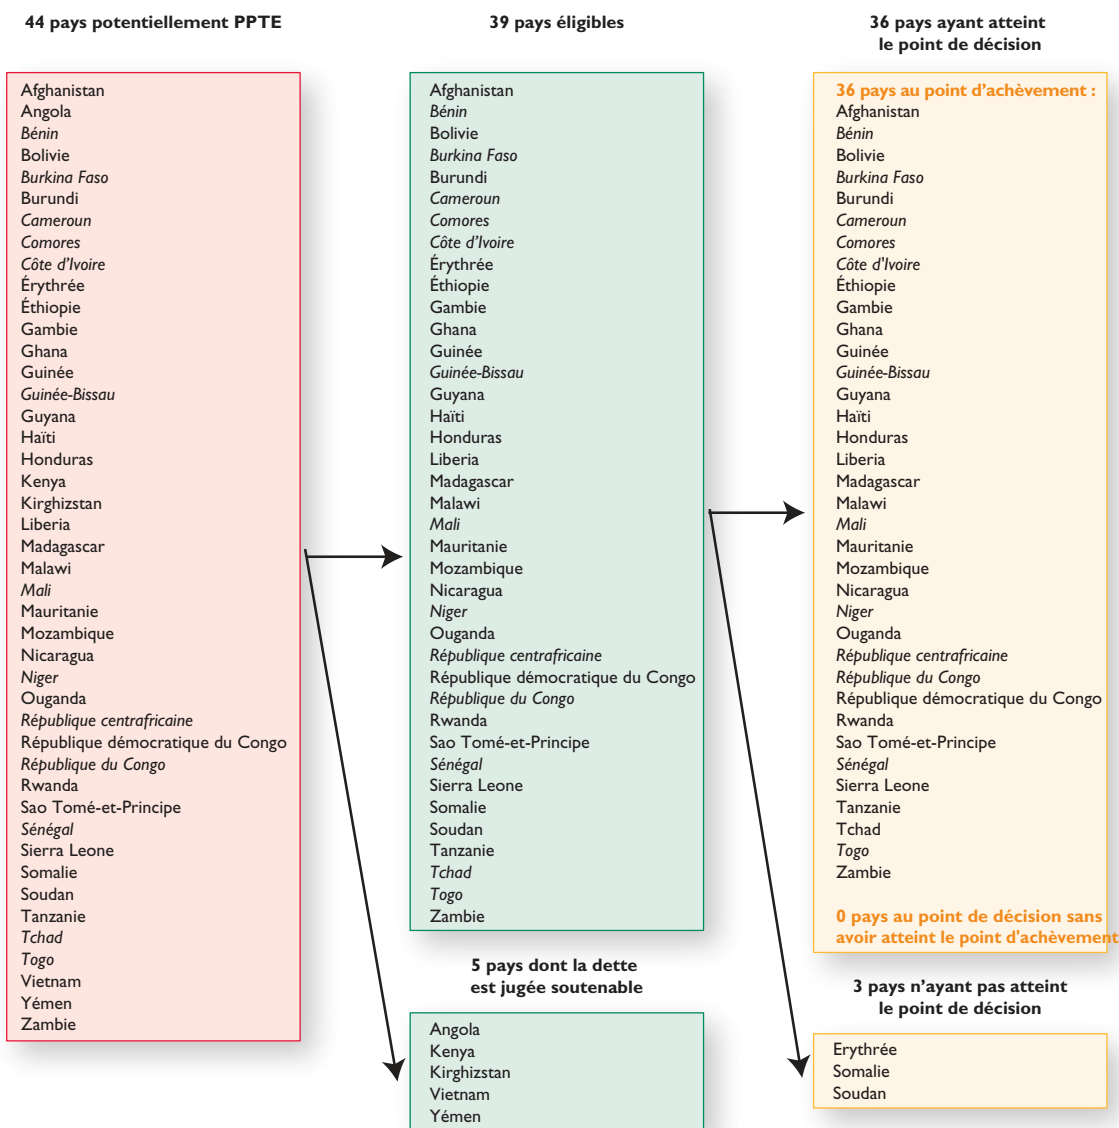 44 pays potentiellement PPTE
Afghanistan
Angola
Bénin
Bolivie
Burkina Faso
Burundi
Cameroun
Comores
Côte d’Ivoire
Érythrée
Éthiopie
Gambie
Ghana
Guinée
Guinée-Bissau
Guyana
Haïti
Honduras
Kenya
Kirghizstan
Liberia
Madagascar
Malawi
Mali
Mauritanie
Mozambique
Nicaragua
Niger
Ouganda
République centrafricaine
République démocratique du Congo
République du Congo
Rwanda
Sao Tomé-et-Principe
Sénégal
Sierra Leone
Somalie
Soudan
Tanzanie
Tchad
Togo
Vietnam
Yémen
Zambie
39 pays éligibles
Afghanistan
Bénin
Bolivie
Burkina Faso
Burundi
Cameroun
Comores
Côte d’Ivoire
Érythrée
Éthiopie
Gambie
Ghana
Guinée
Guinée-Bissau
Guyana
Haïti
Honduras
Liberia
Madagascar
Malawi
Mali
Mauritanie
Mozambique
Nicaragua
Niger
Ouganda
République centrafricaine
République démocratique du Congo
République du Congo
Rwanda
Sao Tomé-et-Principe
Sénégal
Sierra Leone
Somalie
Soudan
Tanzanie
Tchad
Togo
Zambie
5 pays dont la dette
est jugée soutenable
Angola
Kenya
Kirghizstan
Vietnam
Yémen
36 pays ayant atteint
le point de décision
36 pays au point d’achèvement :
Afghanistan
Bénin
Bolivie
Burkina Faso
Burundi
Cameroun
Comores
Côte d'Ivoire
Éthiopie
Gambie
Ghana
Guinée
Guinée-Bissau
Guyana
Haïti
Honduras
Liberia
Madagascar
Malawi
Mali
Mauritanie
Mozambique
Nicaragua
Niger
Ouganda
République centrafricaine
République du Congo
République démocratique du Congo
Rwanda
Sao Tomé-et-Principe
Sénégal
Sierra Leone
Tanzanie
Tchad
Togo
Zambie
0 pays au point de décision sans
avoir atteint le point d'achèvement
3 pays n’ayant pas atteint
le point de décision
Erythrée
Somalie
Soudan